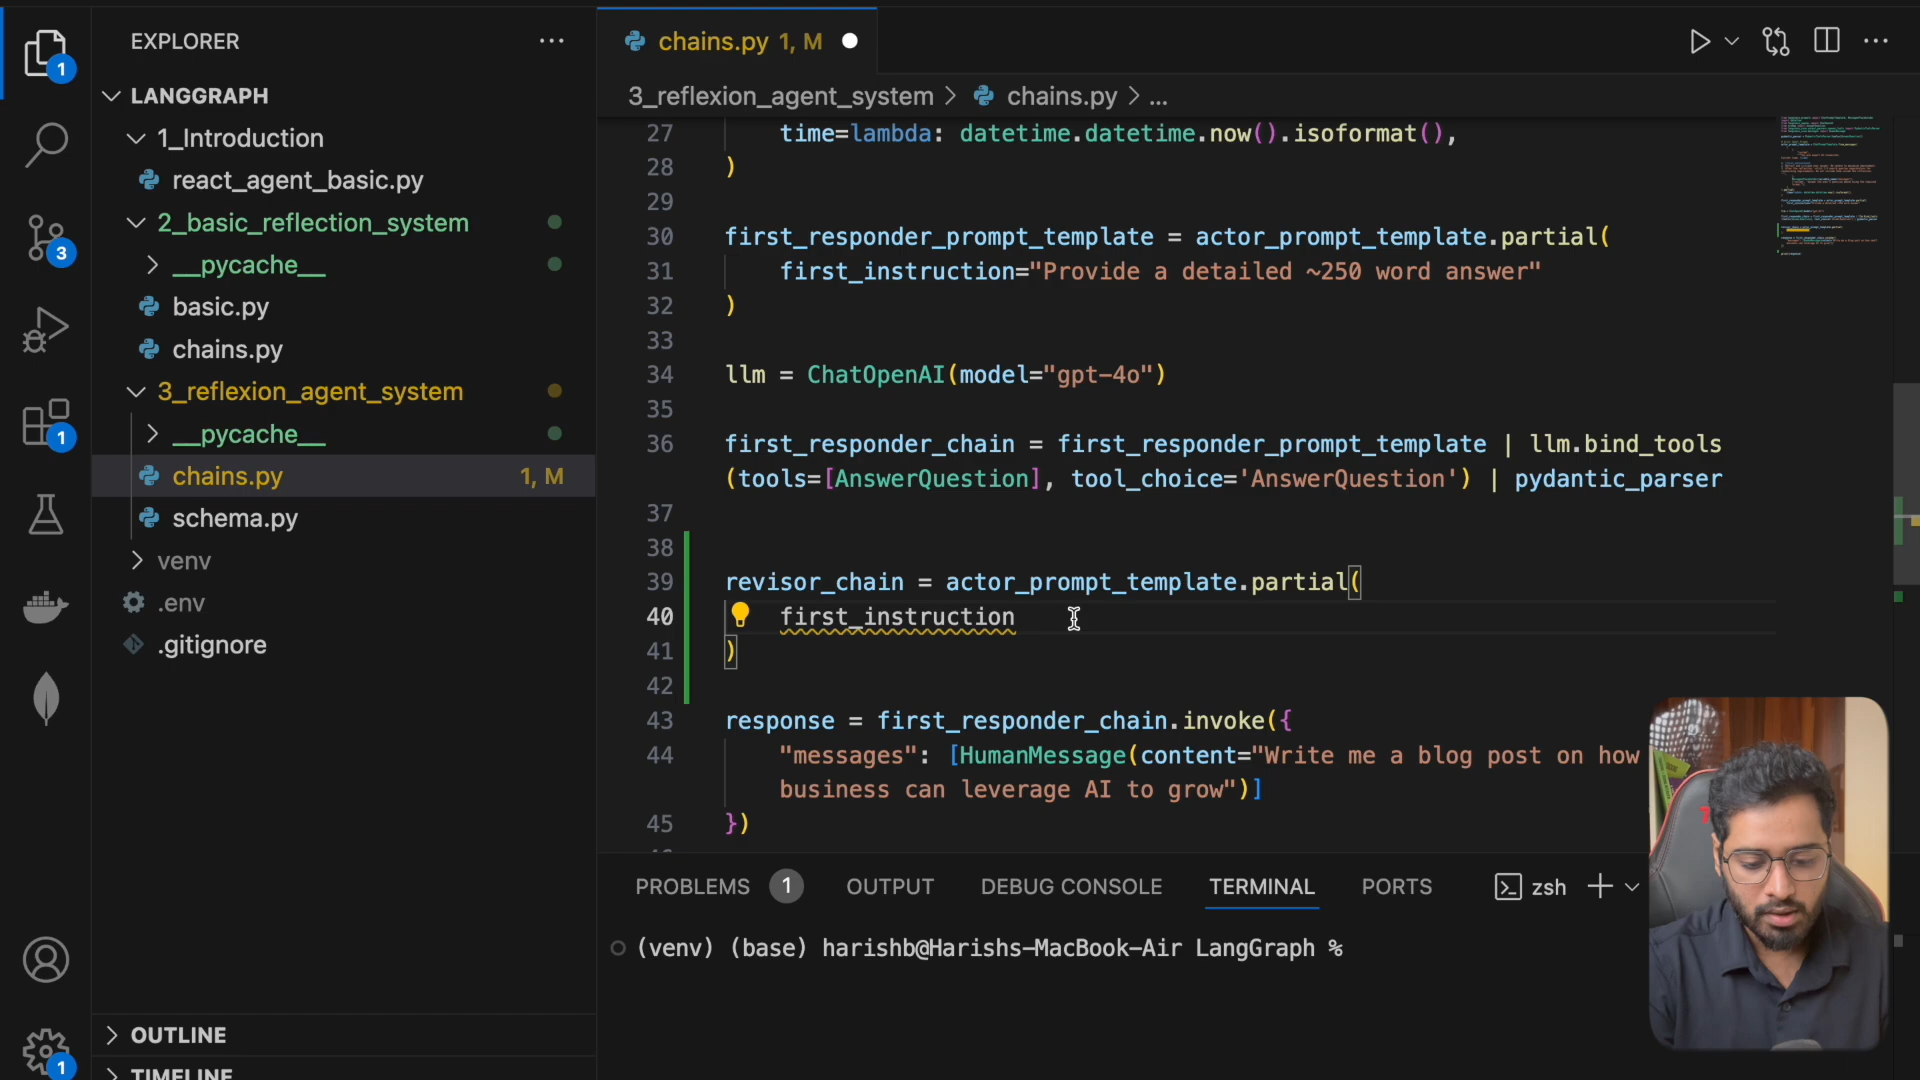 EXPLORER
LANGGRAPH
1_Introduction
react_agent_basic.py
2_basic_reflection_system
__pycache__
basic.py
chains.py
3_reflexion_agent_system
__pycache__
chains.py 1, M
schema.py
venv
.env
.gitignore
OUTLINE
TIMELINE
1
3
1
1
chains.py 1, M
3_reflexion_agent_system > chains.py > ...
27 time=lambda: datetime.datetime.now().isoformat(),
28 )
29
30 first_responder_prompt_template = actor_prompt_template.partial(
31 first_instruction="Provide a detailed ~250 word answer"
32 )
33
34 llm = ChatOpenAI(model="gpt-4o")
35
36 first_responder_chain = first_responder_prompt_template | llm.bind_tools
(tools=[AnswerQuestion], tool_choice='AnswerQuestion') | pydantic_parser
37
38
39 revisor_chain = actor_prompt_template.partial(
40 first_instruction
41 )
42
43 response = first_responder_chain.invoke({
44 "messages": [HumanMessage(content="Write me a blog post on how
business can leverage AI to grow")]
45 })
PROBLEMS 1 OUTPUT DEBUG CONSOLE TERMINAL PORTS zsh
(venv) (base) harishb@Harishs-MacBook-Air LangGraph %